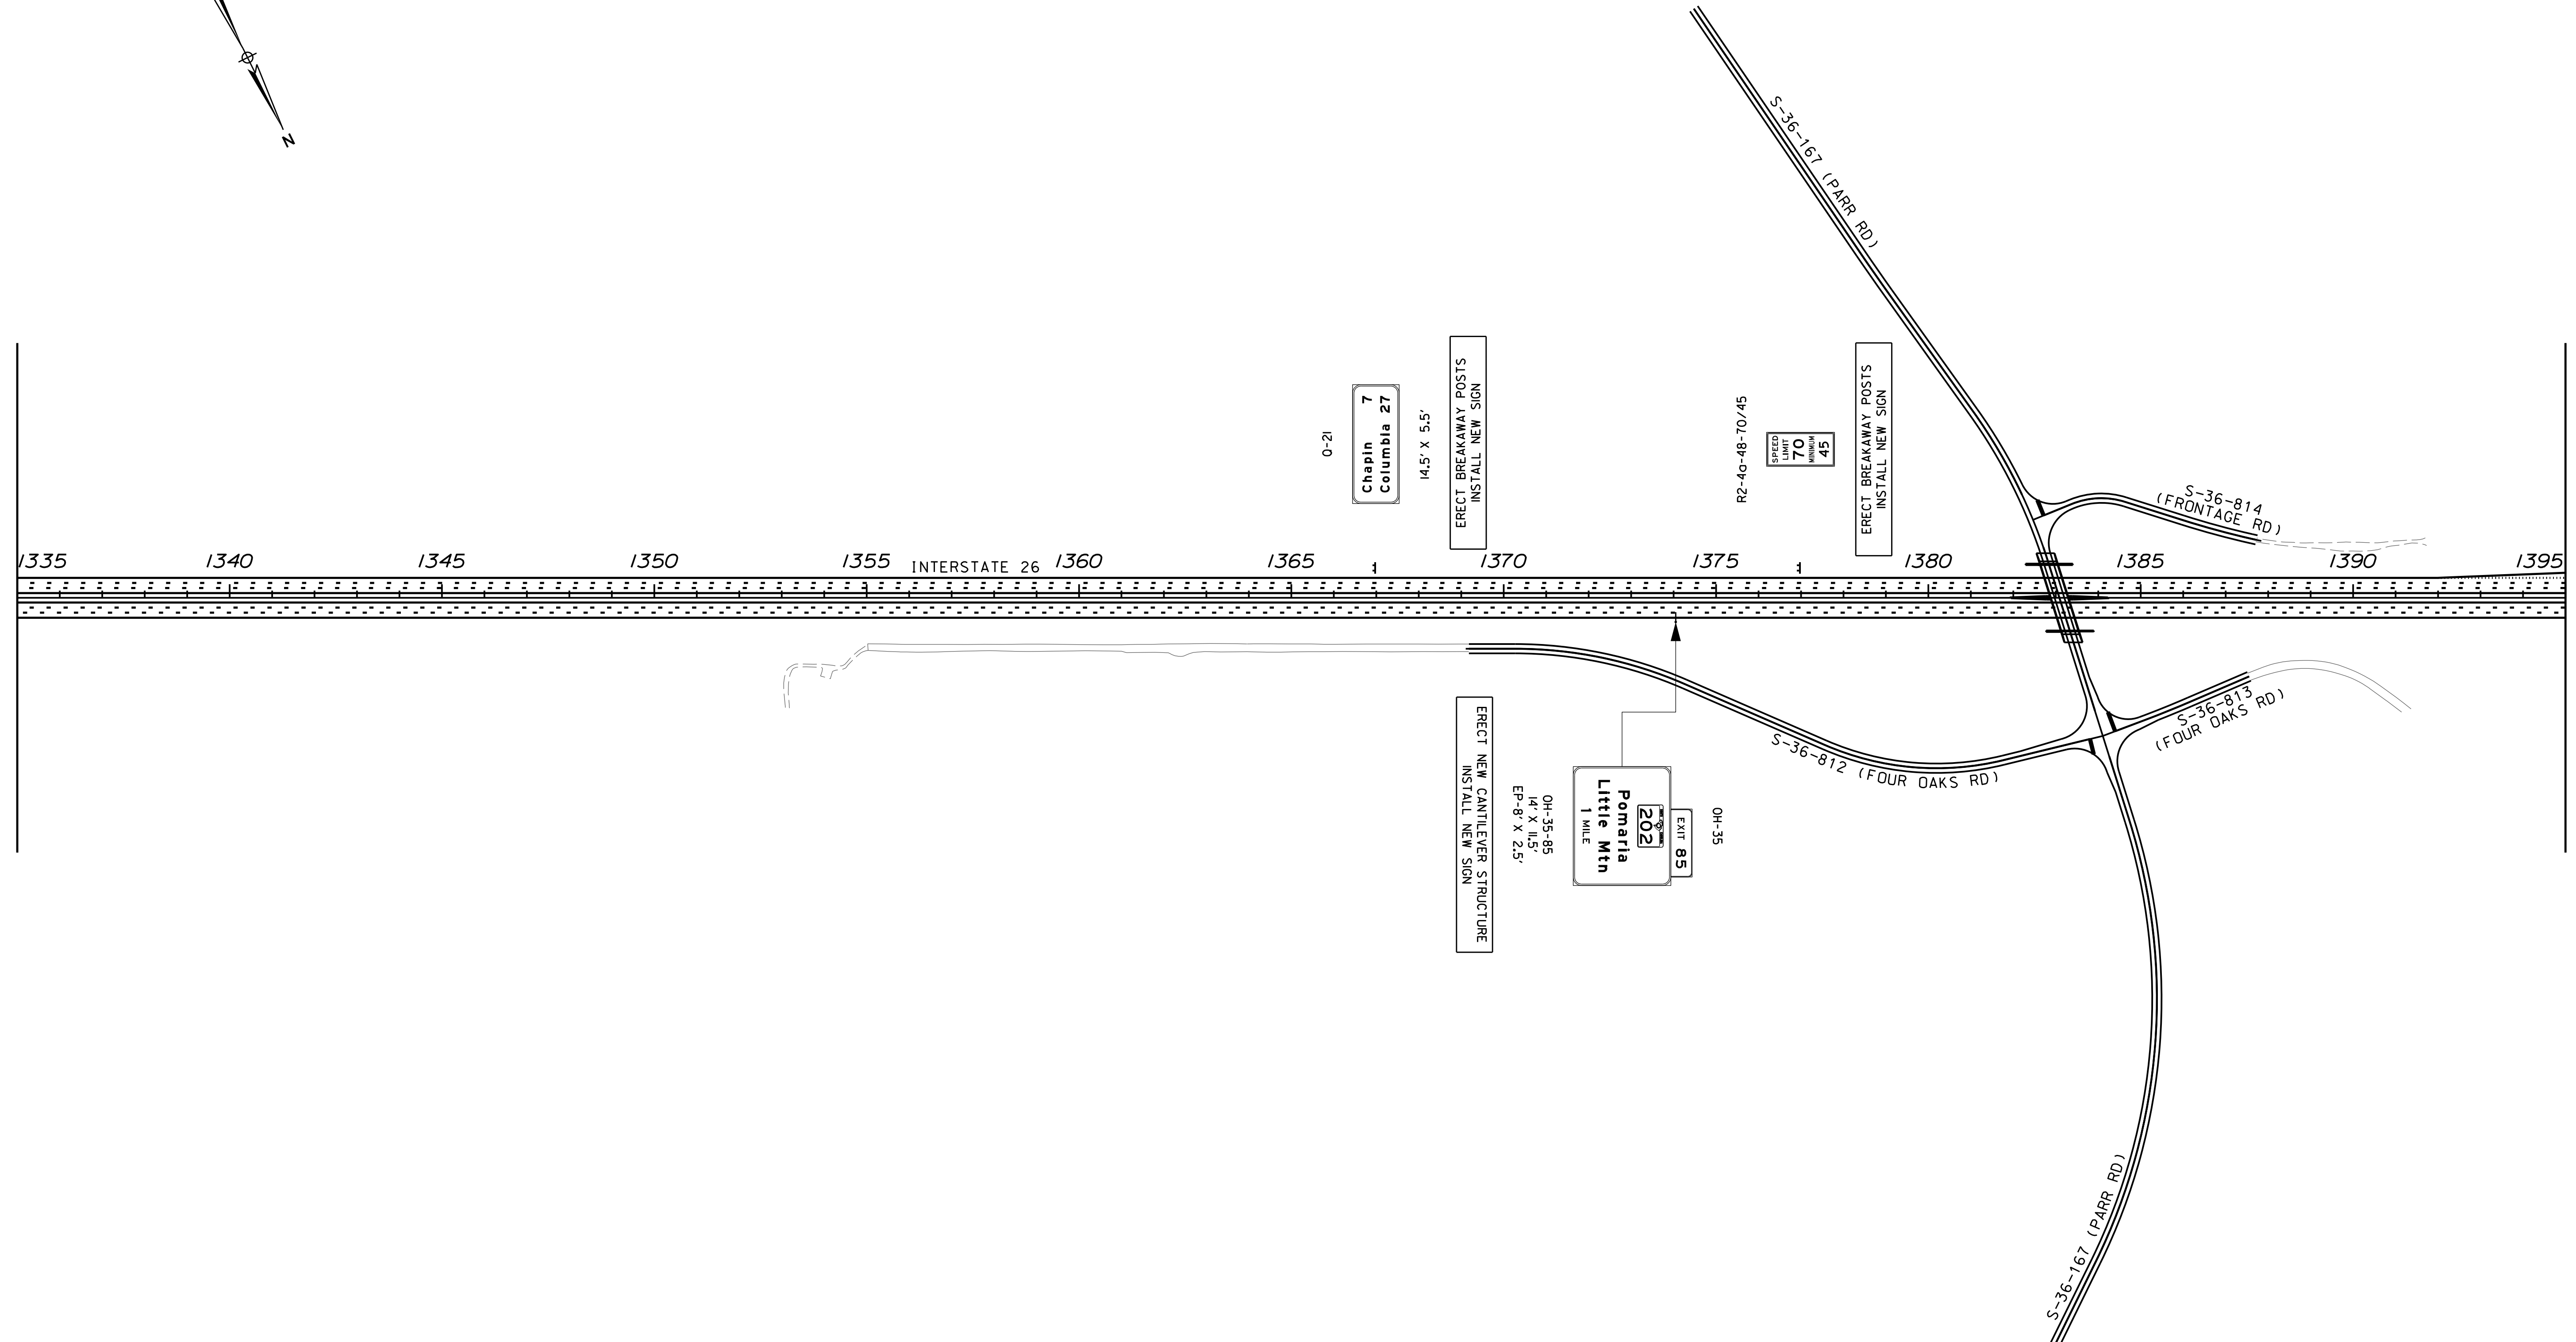 N
S-36-167 (PARR RD)
O-21
Chapin 7
Columbia 27
14.5' X 5.5'
ERECT BREAKAWAY POSTS
INSTALL NEW SIGN
R2-4a-48-70/45
SPEED
LIMIT
70
MINIMUM
45
ERECT BREAKAWAY POSTS
INSTALL NEW SIGN
S-36-814
(FRONTAGE RD)
1335 1340 1345 1350 1355 INTERSTATE 26 1360 1365 1370 1375 1380 1385 1390 1395
S-36-813
(FOUR OAKS RD)
S-36-812 (FOUR OAKS RD)
OH-35
EXIT 85
202
Pomaria
Little Mtn
1 MILE
OH-35-85
14' X 11.5'
EP-8' X 2.5'
ERECT NEW CANTILEVER STRUCTURE
INSTALL NEW SIGN
S-36-167 (PARR RD)